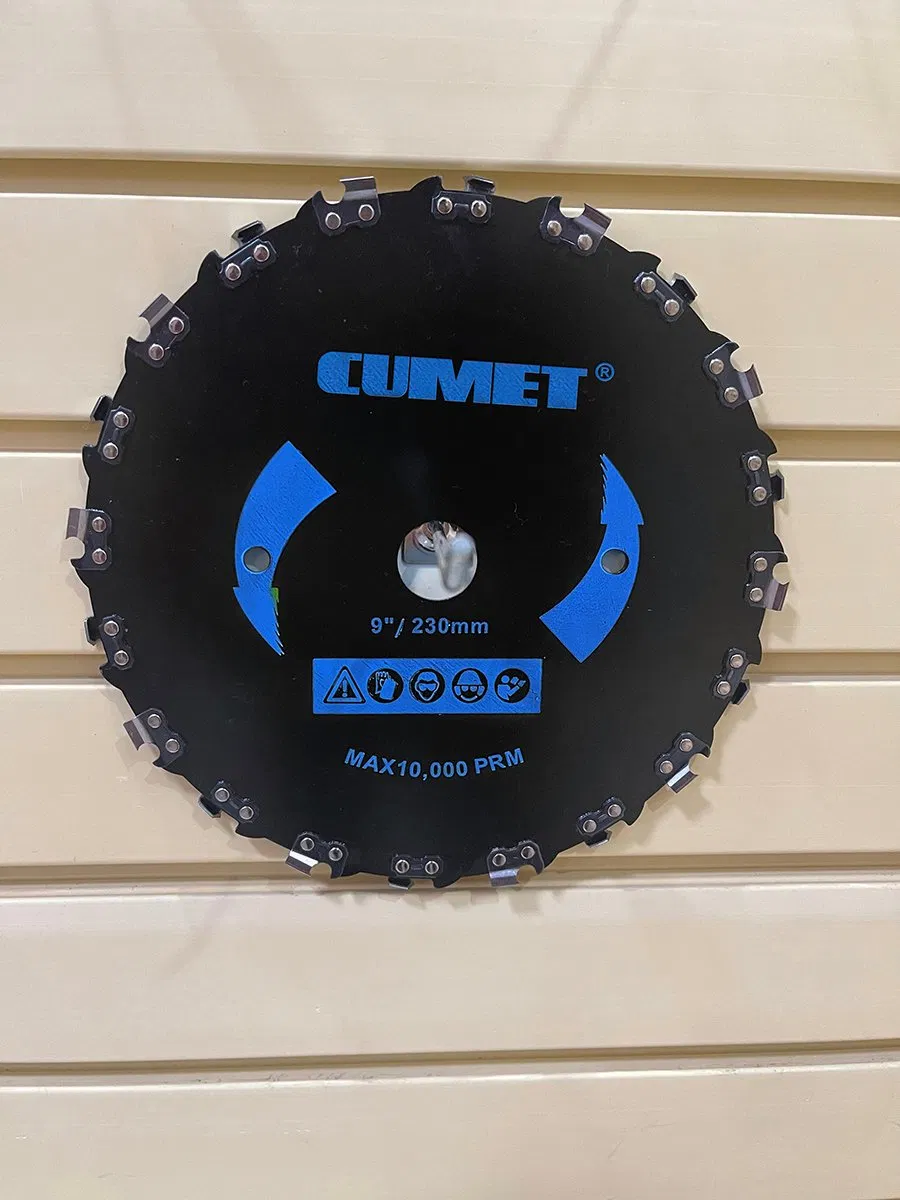 CUMET®
9"/ 230mm
MAX10,000 PRM